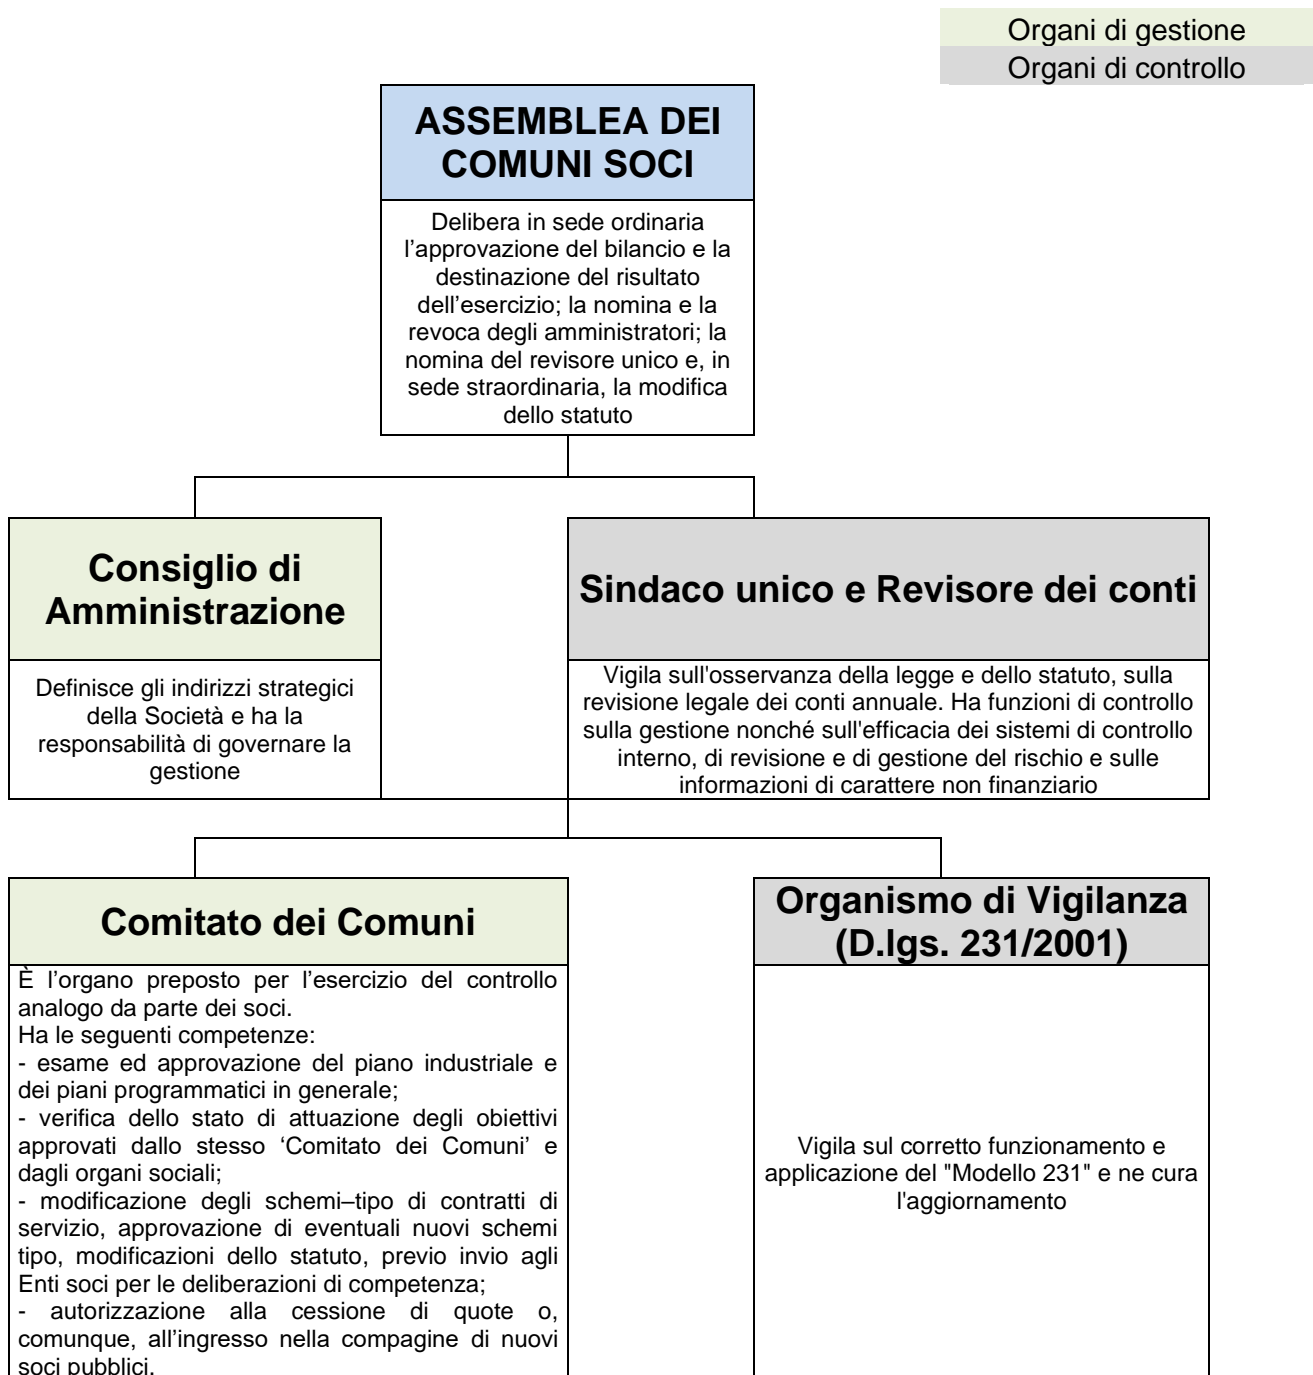 Organi di gestione
Organi di controllo
ASSEMBLEA DEI
COMUNI SOCI
Delibera in sede ordinaria
l’approvazione del bilancio e la
destinazione del risultato
dell’esercizio; la nomina e la
revoca degli amministratori; la
nomina del revisore unico e, in
sede straordinaria, la modifica
dello statuto
Consiglio di
Amministrazione
Definisce gli indirizzi strategici
della Società e ha la
responsabilità di governare la
gestione
Sindaco unico e Revisore dei conti
Vigila sull'osservanza della legge e dello statuto, sulla
revisione legale dei conti annuale. Ha funzioni di controllo
sulla gestione nonché sull'efficacia dei sistemi di controllo
interno, di revisione e di gestione del rischio e sulle
informazioni di carattere non finanziario
Comitato dei Comuni
È l’organo preposto per l’esercizio del controllo
analogo da parte dei soci.
Ha le seguenti competenze:
- esame ed approvazione del piano industriale e
dei piani programmatici in generale;
- verifica dello stato di attuazione degli obiettivi
approvati dallo stesso ‘Comitato dei Comuni’ e
dagli organi sociali;
- modificazione degli schemi–tipo di contratti di
servizio, approvazione di eventuali nuovi schemi
tipo, modificazioni dello statuto, previo invio agli
Enti soci per le deliberazioni di competenza;
- autorizzazione alla cessione di quote o,
comunque, all’ingresso nella compagine di nuovi
soci pubblici.
Organismo di Vigilanza
(D.lgs. 231/2001)
Vigila sul corretto funzionamento e
applicazione del "Modello 231" e ne cura
l'aggiornamento